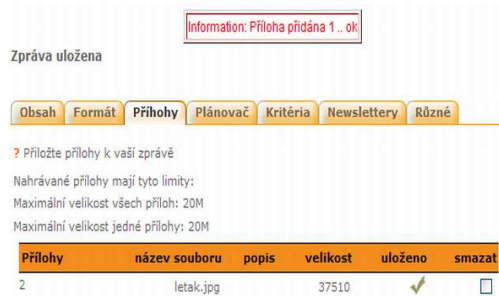 Information: Příloha přidána 1 .. ok
Zpráva uložena
Obsah Formát Příhohy Plánovač Kritéria Newslettery Různé
? Přiložte přílohy k vaší zprávě
Nahrávané přílohy mají tyto limity:
Maximální velikost všech příloh: 20M
Maximální velikost jedné přílohy: 20M
Přílohy název souboru popis velikost uloženo smazat
2 letak.jpg 37510